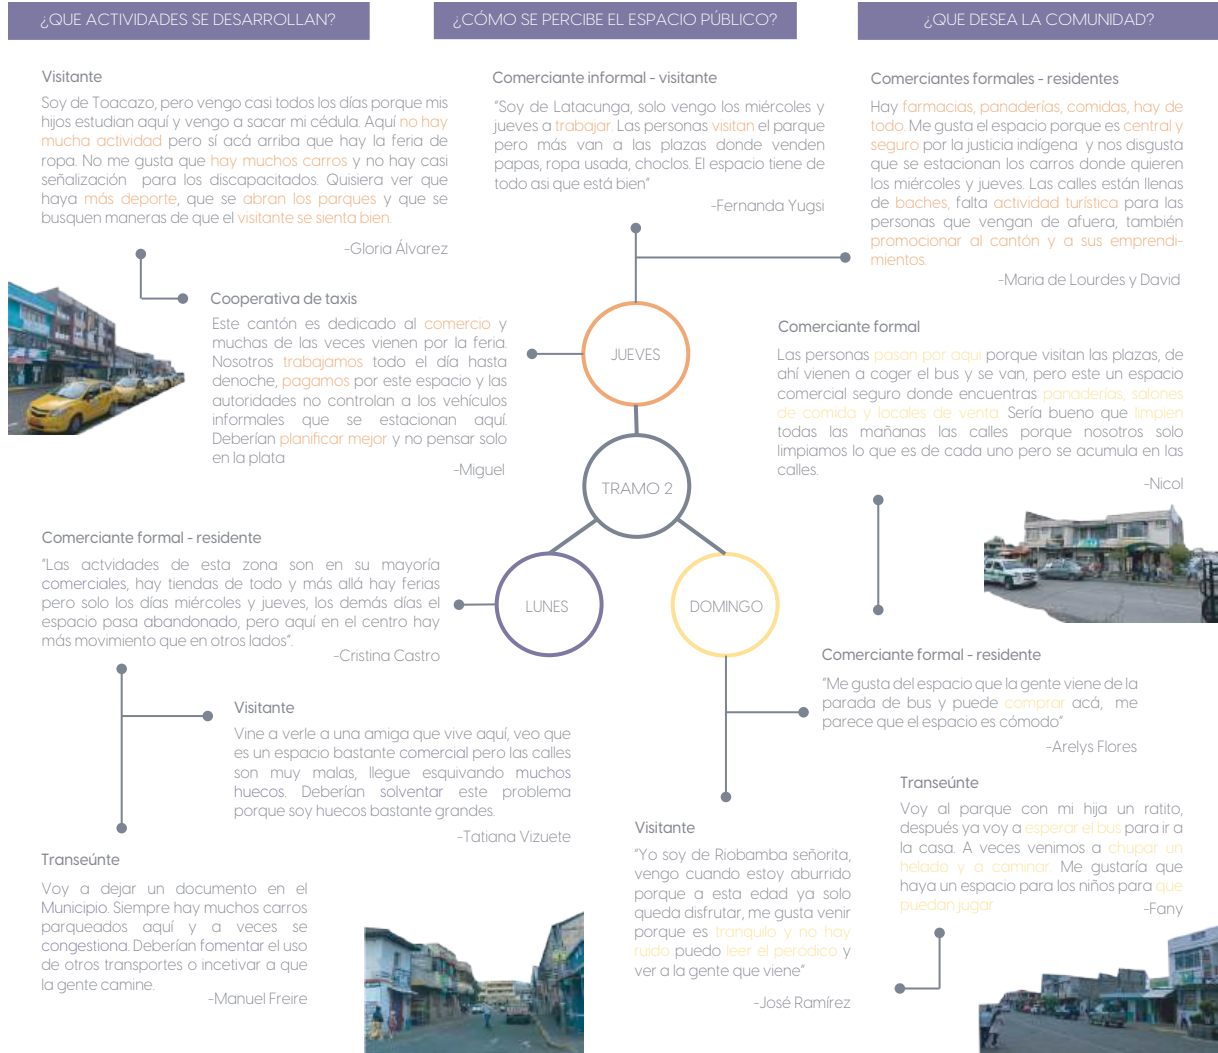 ¿QUE ACTIVIDADES SE DESARROLLAN?
¿CÓMO SE PERCIBE EL ESPACIO PÚBLICO?
¿QUE DESEA LA COMUNIDAD?
Visitante
Soy de Toacazo, pero vengo casi todos los días porque mis
hijos estudian aquí y vengo a sacar mi cédula. Aquí no hay
mucha actividad pero sí acá arriba que hay la feria de
ropa. No me gusta que hay muchos carros y no hay casi
señalización para los discapacitados. Quisiera ver que
haya más deporte, que se abran los parques y que se
busquen maneras de que el visitante se sienta bien.
-Gloria Álvarez
Comerciante informal - visitante
“Soy de Latacunga, solo vengo los miércoles y
jueves a trabajar. Las personas visitan el parque
pero más van a las plazas donde venden
papas, ropa usada, choclos. El espacio tiene de
todo asi que está bien”
-Fernanda Yugsi
Comerciantes formales - residentes
Hay farmacias, panaderías, comidas, hay de
todo. Me gusta el espacio porque es central y
seguro por la justicia indígena y nos disgusta
que se estacionan los carros donde quieren
los miércoles y jueves. Las calles están llenas
de baches, falta actividad turística para las
personas que vengan de afuera, también
promocionar al cantón y a sus emprendi-
mientos.
-Maria de Lourdes y David
Cooperativa de taxis
Este cantón es dedicado al comercio y
muchas de las veces vienen por la feria.
Nosotros trabajamos todo el día hasta
denoche, pagamos por este espacio y las
autoridades no controlan a los vehículos
informales que se estacionan aquí.
Deberían planificar mejor y no pensar solo
en la plata
-Miguel
JUEVES
TRAMO 2
LUNES
DOMINGO
Comerciante formal
Las personas pasan por aqui porque visitan las plazas, de
ahí vienen a coger el bus y se van, pero este un espacio
comercial seguro donde encuentras panaderías, salones
de comida y locales de venta. Sería bueno que limpien
todas las mañanas las calles porque nosotros solo
limpiamos lo que es de cada uno pero se acumula en las
calles.
-Nicol
Comerciante formal - residente
“Las actvidades de esta zona son en su mayoría
comerciales, hay tiendas de todo y más allá hay ferias
pero solo los días miércoles y jueves, los demás días el
espacio pasa abandonado, pero aquí en el centro hay
más movimiento que en otros lados”.
-Cristina Castro
Visitante
Vine a verle a una amiga que vive aquí, veo que
es un espacio bastante comercial pero las calles
son muy malas, llegue esquivando muchos
huecos. Deberían solventar este problema
porque soy huecos bastante grandes.
-Tatiana Vizuete
Transeúnte
Voy a dejar un documento en el
Municipio. Siempre hay muchos carros
parqueados aquí y a veces se
congestiona. Deberían fomentar el uso
de otros transportes o incetivar a que
la gente camine.
-Manuel Freire
Comerciante formal - residente
“Me gusta del espacio que la gente viene de la
parada de bus y puede comprar acá, me
parece que el espacio es cómodo”
-Arelys Flores
Visitante
“Yo soy de Riobamba señorita,
vengo cuando estoy aburrido
porque a esta edad ya solo
queda disfrutar, me gusta venir
porque es tranquilo y no hay
ruido puedo leer el peródico y
ver a la gente que viene”
-José Ramírez
Transeúnte
Voy al parque con mi hija un ratito,
después ya voy a esperar el bus para ir a
la casa. A veces venimos a chupar un
helado y a caminar. Me gustaría que
haya un espacio para los niños para que
puedan jugar
-Fany